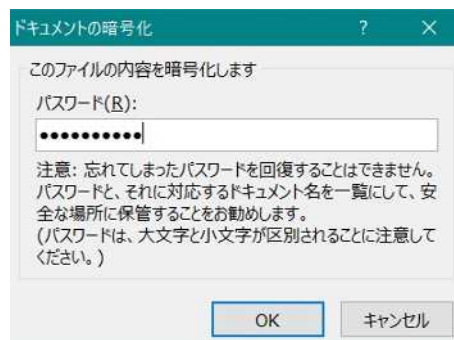 ドキュメントの暗号化 ? ×
このファイルの内容を暗号化します
パスワード(R):
●●●●●●●●●●
注意: 忘れてしまったパスワードを回復することはできません。
パスワードと、それに対応するドキュメント名を一覧にして、安
全な場所に保管することをお勧めします。
(パスワードは、大文字と小文字が区別されることに注意して
ください。)
OK キャンセル